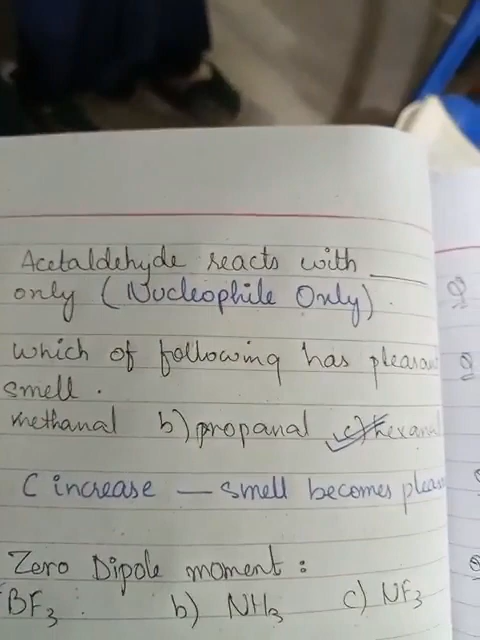 Acetaldehyde reacts with ____
only (Nucleophile Only).
Which of following has pleasant
smell.
methanal b) propanal c) hexanal
C increase — smell becomes pleas
Zero Dipole moment :
BF₃ b) NH₃ c) NF₃